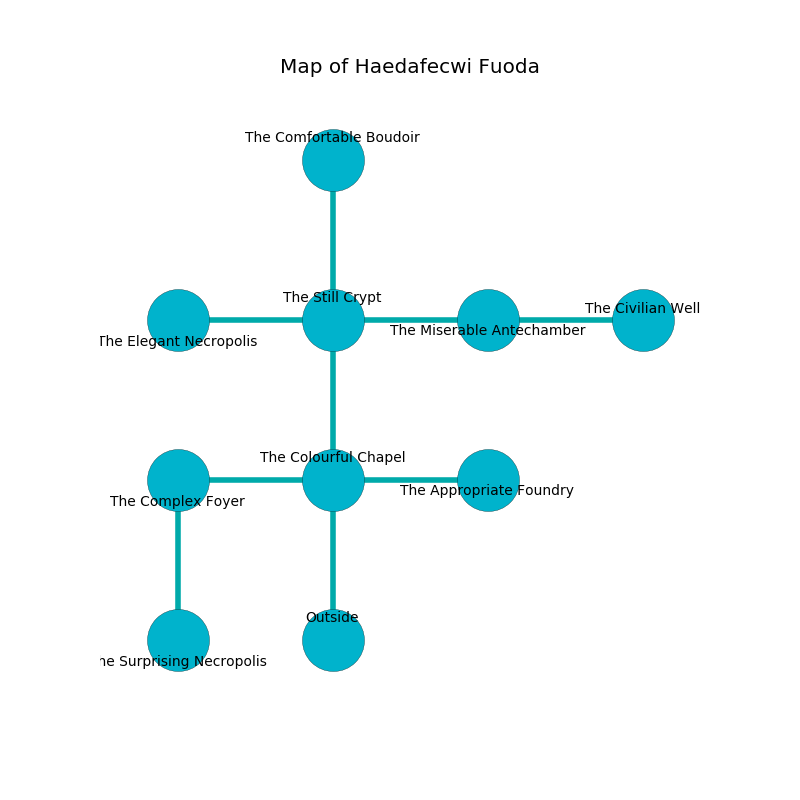 Map of Haedafecwi Fuoda
The Comfortable Boudoir
The Still Crypt
The Civilian Well
The Miserable Antechamber
The Elegant Necropolis
The Colourful Chapel
The Appropriate Foundry
The Complex Foyer
Outside
he Surprising Necropolis